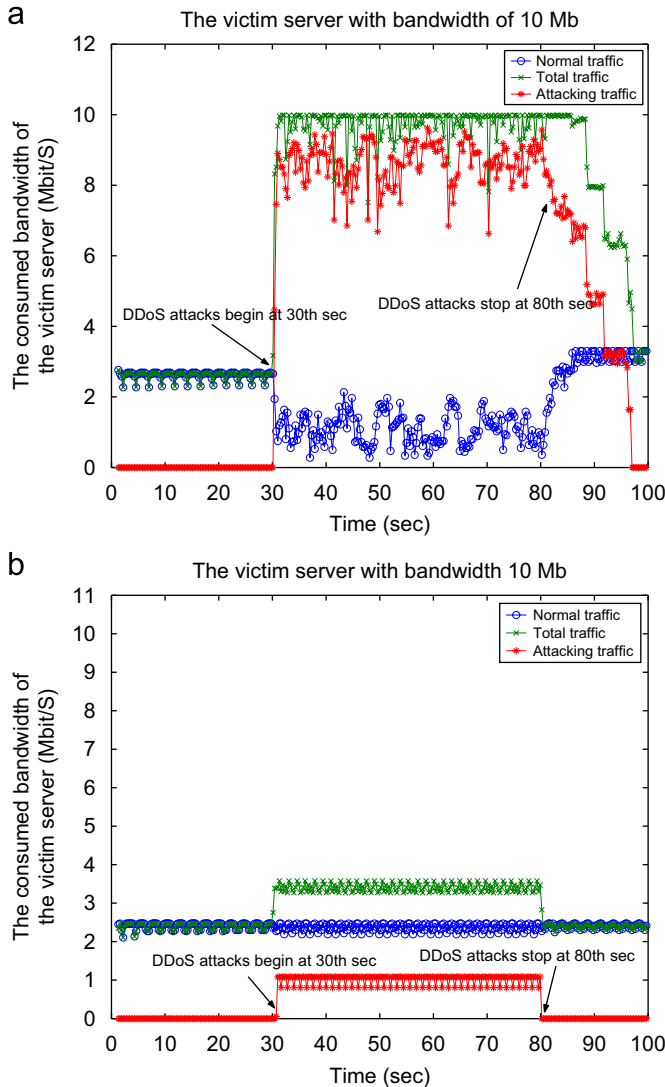 a
The victim server with bandwidth of 10 Mb
12
10
8
6
4
2
0
The consumed bandwidth of
the victim server (Mbit/S)
Normal traffic
Total traffic
Attacking traffic
DDoS attacks begin at 30th sec
DDoS attacks stop at 80th sec
0 10 20 30 40 50 60 70 80 90 100
Time (sec)
b
The victim server with bandwidth 10 Mb
11
10
9
8
7
6
5
4
3
2
1
0
The consumed bandwidth of
the victim server (Mbit/S)
Normal traffic
Total traffic
Attacking traffic
DDoS attacks begin at 30th sec
DDoS attacks stop at 80th sec
0 10 20 30 40 50 60 70 80 90 100
Time (sec)